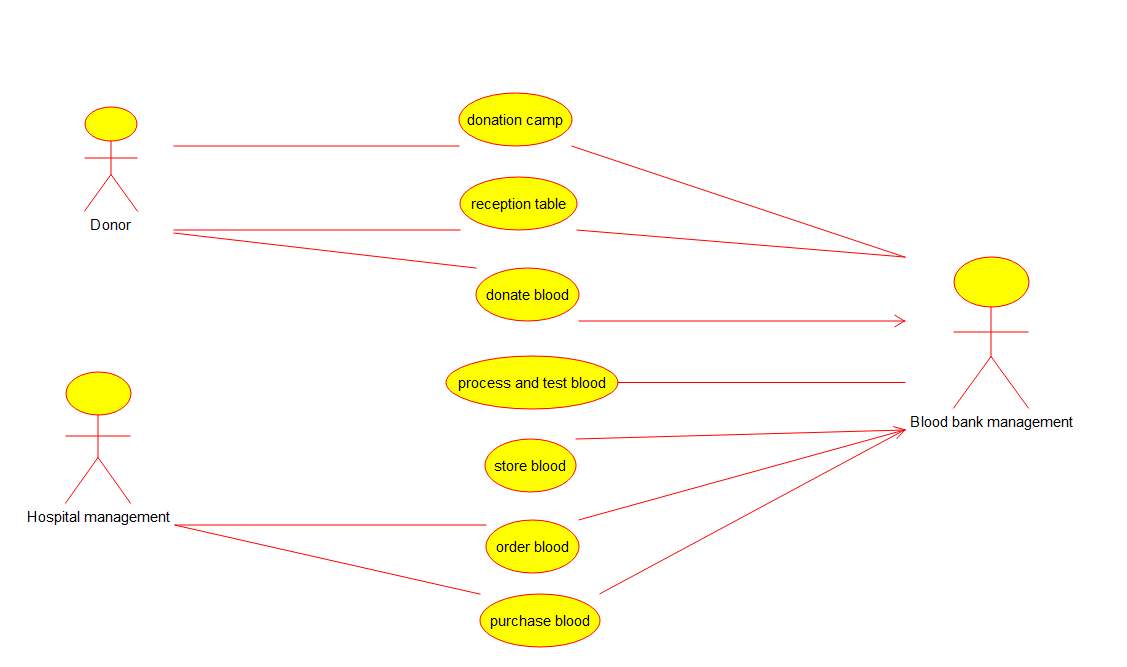 donation camp
reception table
Donor
donate blood
process and test blood
Blood bank management
store blood
Hospital management
order blood
purchase blood